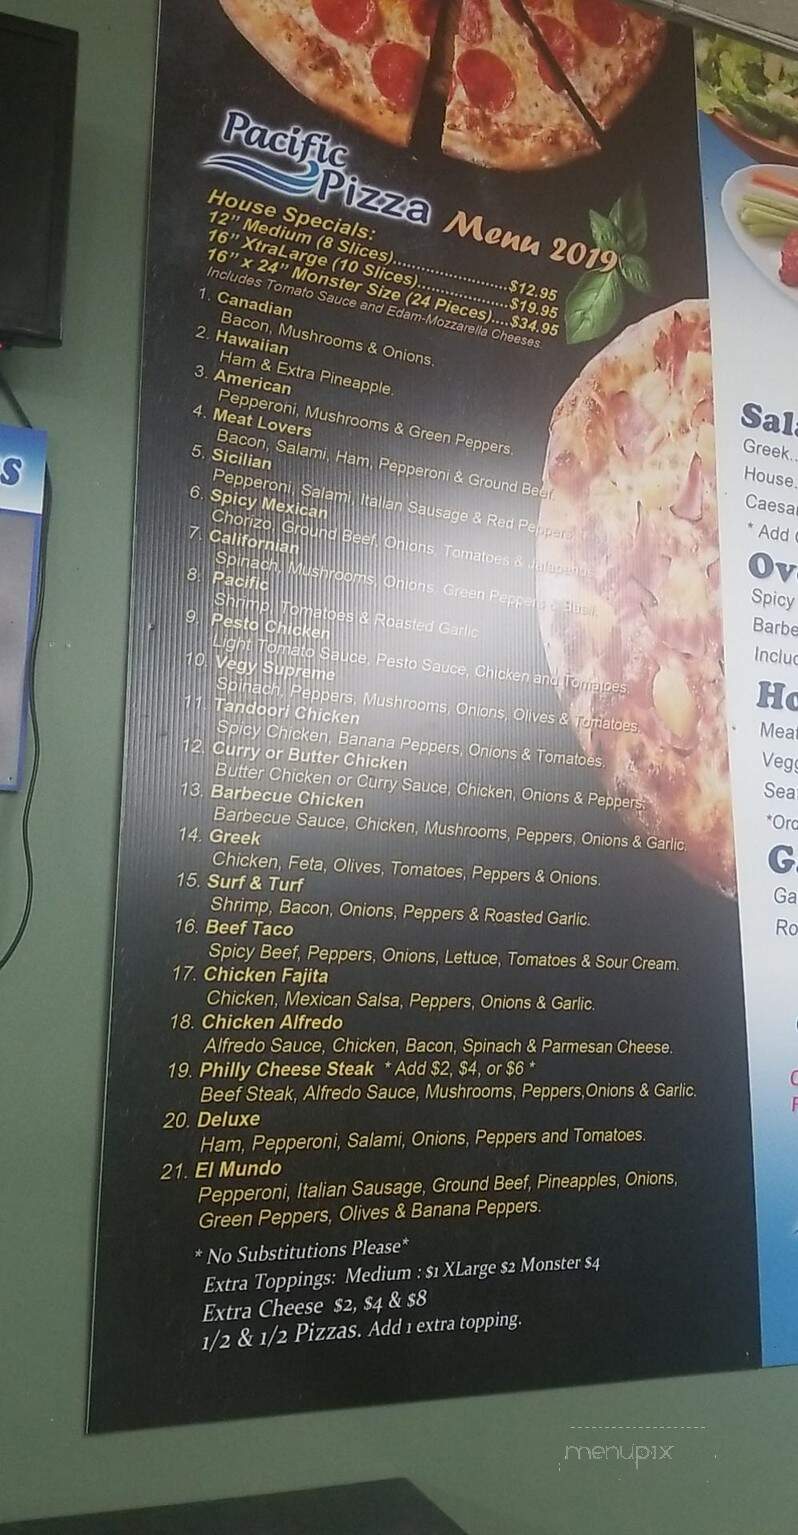 Pacific
Pizza
Menu 2019
House Specials:
12" Medium (8 Slices)........................$12.95
16" XtraLarge (10 Slices)...................$19.95
16" x 24" Monster Size (24 Pieces)....$34.95
Includes Tomato Sauce and Edam-Mozzarella Cheeses.
1. Canadian
Bacon, Mushrooms & Onions.
2. Hawaiian
Ham & Extra Pineapple.
3. American
Pepperoni, Mushrooms & Green Peppers.
4. Meat Lovers
Bacon, Salami, Ham, Pepperoni & Ground Beef.
5. Sicilian
Pepperoni, Salami, Italian Sausage & Red Peppers.
6. Spicy Mexican
Chorizo, Ground Beef, Onions, Tomatoes & Jalapenos.
7. Californian
Spinach, Mushrooms, Onions, Green Peppers & Basil.
8. Pacific
Shrimp, Tomatoes & Roasted Garlic
9. Pesto Chicken
Light Tomato Sauce, Pesto Sauce, Chicken and Tomatoes.
10. Vegy Supreme
Spinach, Peppers, Mushrooms, Onions, Olives & Tomatoes.
11. Tandoori Chicken
Spicy Chicken, Banana Peppers, Onions & Tomatoes.
12. Curry or Butter Chicken
Butter Chicken or Curry Sauce, Chicken, Onions & Peppers.
13. Barbecue Chicken
Barbecue Sauce, Chicken, Mushrooms, Peppers, Onions & Garlic.
14. Greek
Chicken, Feta, Olives, Tomatoes, Peppers & Onions.
15. Surf & Turf
Shrimp, Bacon, Onions, Peppers & Roasted Garlic.
16. Beef Taco
Spicy Beef, Peppers, Onions, Lettuce, Tomatoes & Sour Cream.
17. Chicken Fajita
Chicken, Mexican Salsa, Peppers, Onions & Garlic.
18. Chicken Alfredo
Alfredo Sauce, Chicken, Bacon, Spinach & Parmesan Cheese.
19. Philly Cheese Steak * Add $2, $4, or $6 *
Beef Steak, Alfredo Sauce, Mushrooms, Peppers,Onions & Garlic.
20. Deluxe
Ham, Pepperoni, Salami, Onions, Peppers and Tomatoes.
21. El Mundo
Pepperoni, Italian Sausage, Ground Beef, Pineapples, Onions,
Green Peppers, Olives & Banana Peppers.
* No Substitutions Please*
Extra Toppings: Medium : $1 XLarge $2 Monster $4
Extra Cheese $2, $4 & $8
1/2 & 1/2 Pizzas. Add 1 extra topping.
Greek..
House.
* Add
Spicy
menupix